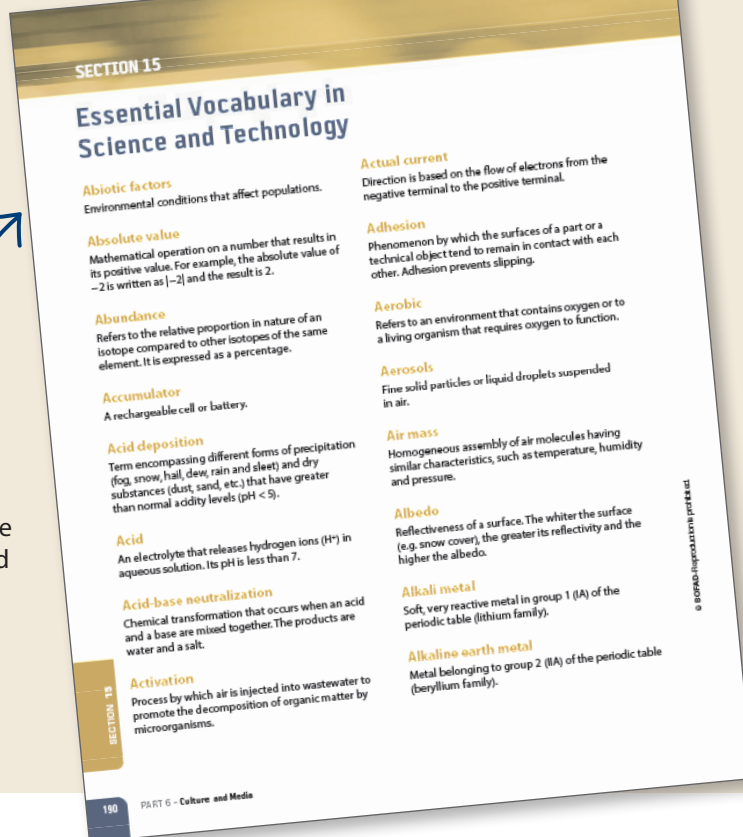 SECTION 15
Essential Vocabulary in
Science and Technology
Abiotic factors
Environmental conditions that affect populations.
Absolute value
Mathematical operation on a number that results in
its positive value. For example, the absolute value of
−2 is written as |−2| and the result is 2.
Abundance
Refers to the relative proportion in nature of an
isotope compared to other isotopes of the same
element. It is expressed as a percentage.
Accumulator
A rechargeable cell or battery.
Acid deposition
Term encompassing different forms of precipitation
(fog, snow, hail, dew, rain and sleet) and dry
substances (dust, sand, etc.) that have greater
than normal acidity levels (pH < 5).
Acid
An electrolyte that releases hydrogen ions (H⁺) in
aqueous solution. Its pH is less than 7.
Acid-base neutralization
Chemical transformation that occurs when an acid
and a base are mixed together. The products are
water and a salt.
Activation
Process by which air is injected into wastewater to
promote the decomposition of organic matter by
microorganisms.
Actual current
Direction is based on the flow of electrons from the
negative terminal to the positive terminal.
Adhesion
Phenomenon by which the surfaces of a part or a
technical object tend to remain in contact with each
other. Adhesion prevents slipping.
Aerobic
Refers to an environment that contains oxygen or to
a living organism that requires oxygen to function.
Aerosols
Fine solid particles or liquid droplets suspended
in air.
Air mass
Homogeneous assembly of air molecules having
similar characteristics, such as temperature, humidity
and pressure.
Albedo
Reflectiveness of a surface. The whiter the surface
(e.g. snow cover), the greater its reflectivity and the
higher the albedo.
Alkali metal
Soft, very reactive metal in group 1 (IA) of the
periodic table (lithium family).
Alkaline earth metal
Metal belonging to group 2 (IIA) of the periodic table
(beryllium family).
© BOFAD-Reproduction is prohibited.
SECTION 15
190
PART 6 – Culture and Media